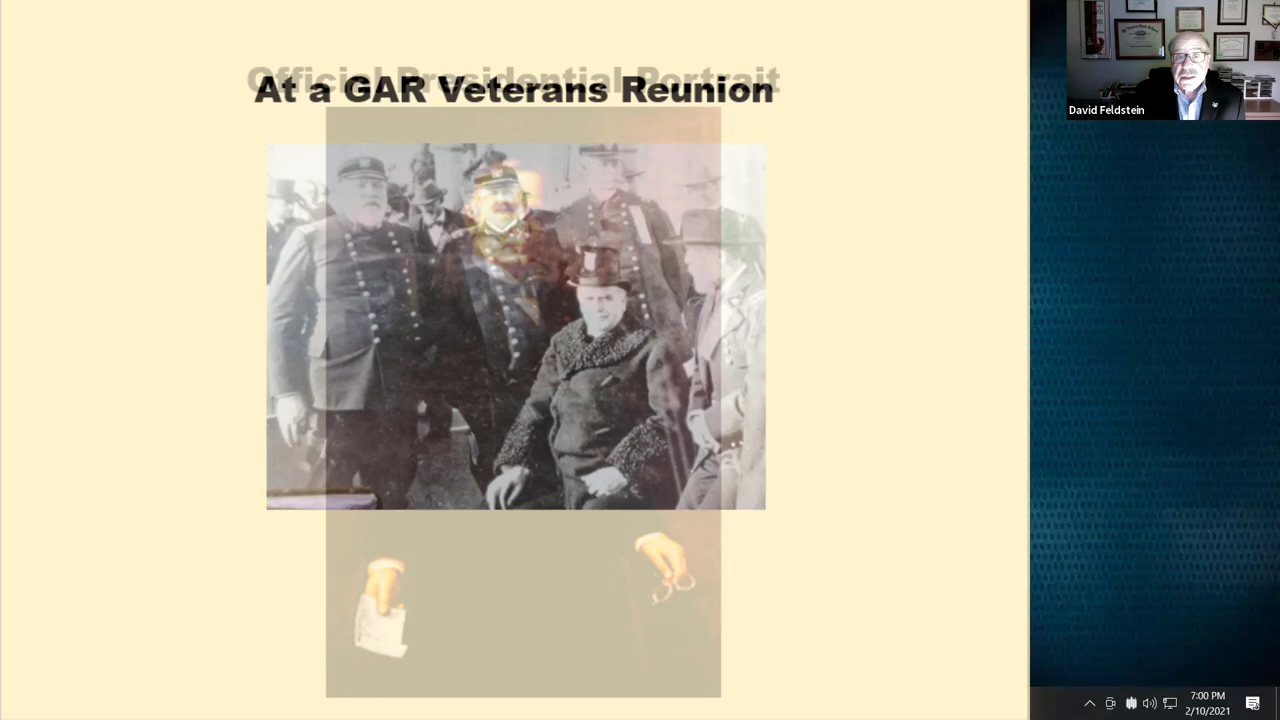 Official Presidential Portrait
At a GAR Veterans Reunion
David Feldstein
7:00 PM
2/10/2021